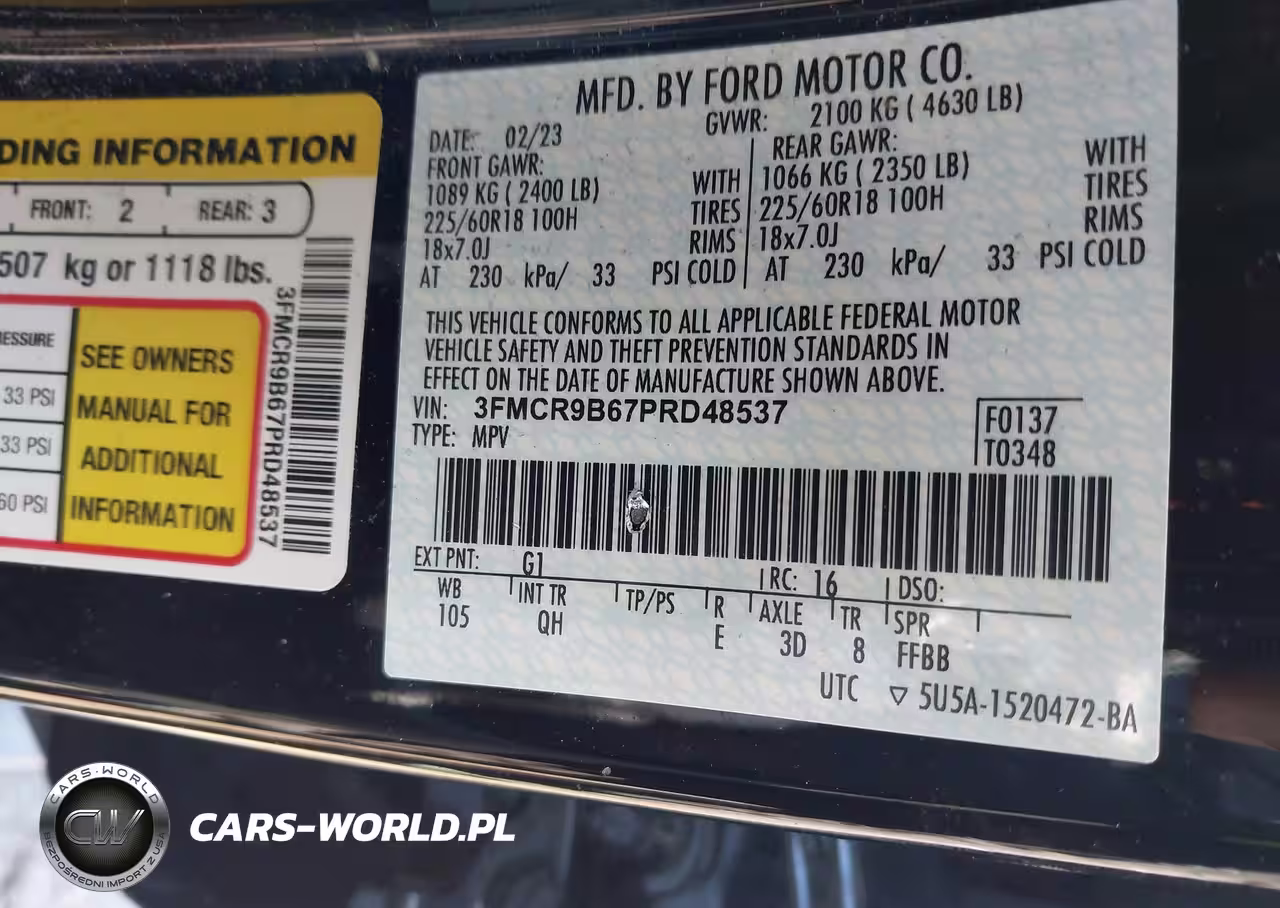 DING INFORMATION
FRONT: 2 REAR: 3
507 kg or 1118 lbs.
ESSURE
33 PSI
33 PSI
60 PSI
SEE OWNERS
MANUAL FOR
ADDITIONAL
INFORMATION
3FMCR9B67PRD48537
MFD. BY FORD MOTOR CO.
DATE: 02/23 GVWR: 2100 KG ( 4630 LB)
FRONT GAWR: REAR GAWR:
1089 KG ( 2400 LB) WITH 1066 KG ( 2350 LB) WITH
225/60R18 100H TIRES 225/60R18 100H TIRES
18x7.0J RIMS 18x7.0J RIMS
AT 230 kPa/ 33 PSI COLD AT 230 kPa/ 33 PSI COLD
THIS VEHICLE CONFORMS TO ALL APPLICABLE FEDERAL MOTOR
VEHICLE SAFETY AND THEFT PREVENTION STANDARDS IN
EFFECT ON THE DATE OF MANUFACTURE SHOWN ABOVE.
VIN: 3FMCR9B67PRD48537 F0137
TYPE: MPV T0348
EXT PNT: G1 RC: 16 DSO:
WB INT TR TP/PS R AXLE TR SPR
105 QH E 3D 8 FFBB
UTC ▽ 5U5A-1520472-BA
CARS-WORLD
CW
BEZPOŚREDNI IMPORT Z USA
CARS-WORLD.PL